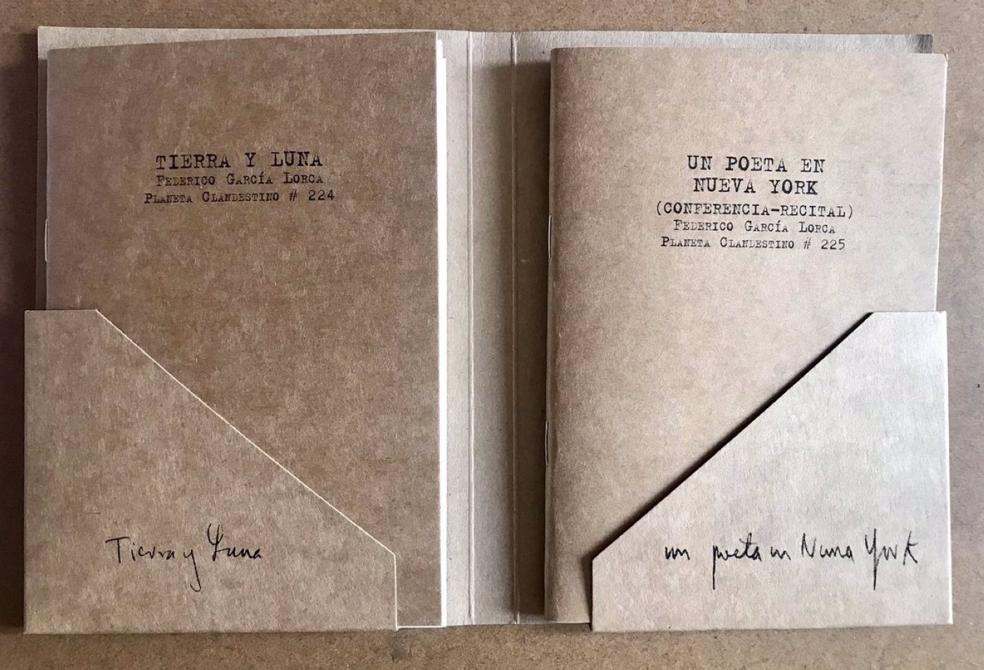 TIERRA Y LUNA
FEDERICO GARCÍA LORCA
PLANETA CLANDESTINO # 224
Tierra y Luna
UN POETA EN
NUEVA YORK
(CONFERENCIA-RECITAL)
FEDERICO GARCÍA LORCA
PLANETA CLANDESTINO # 225
un poeta en Nueva York